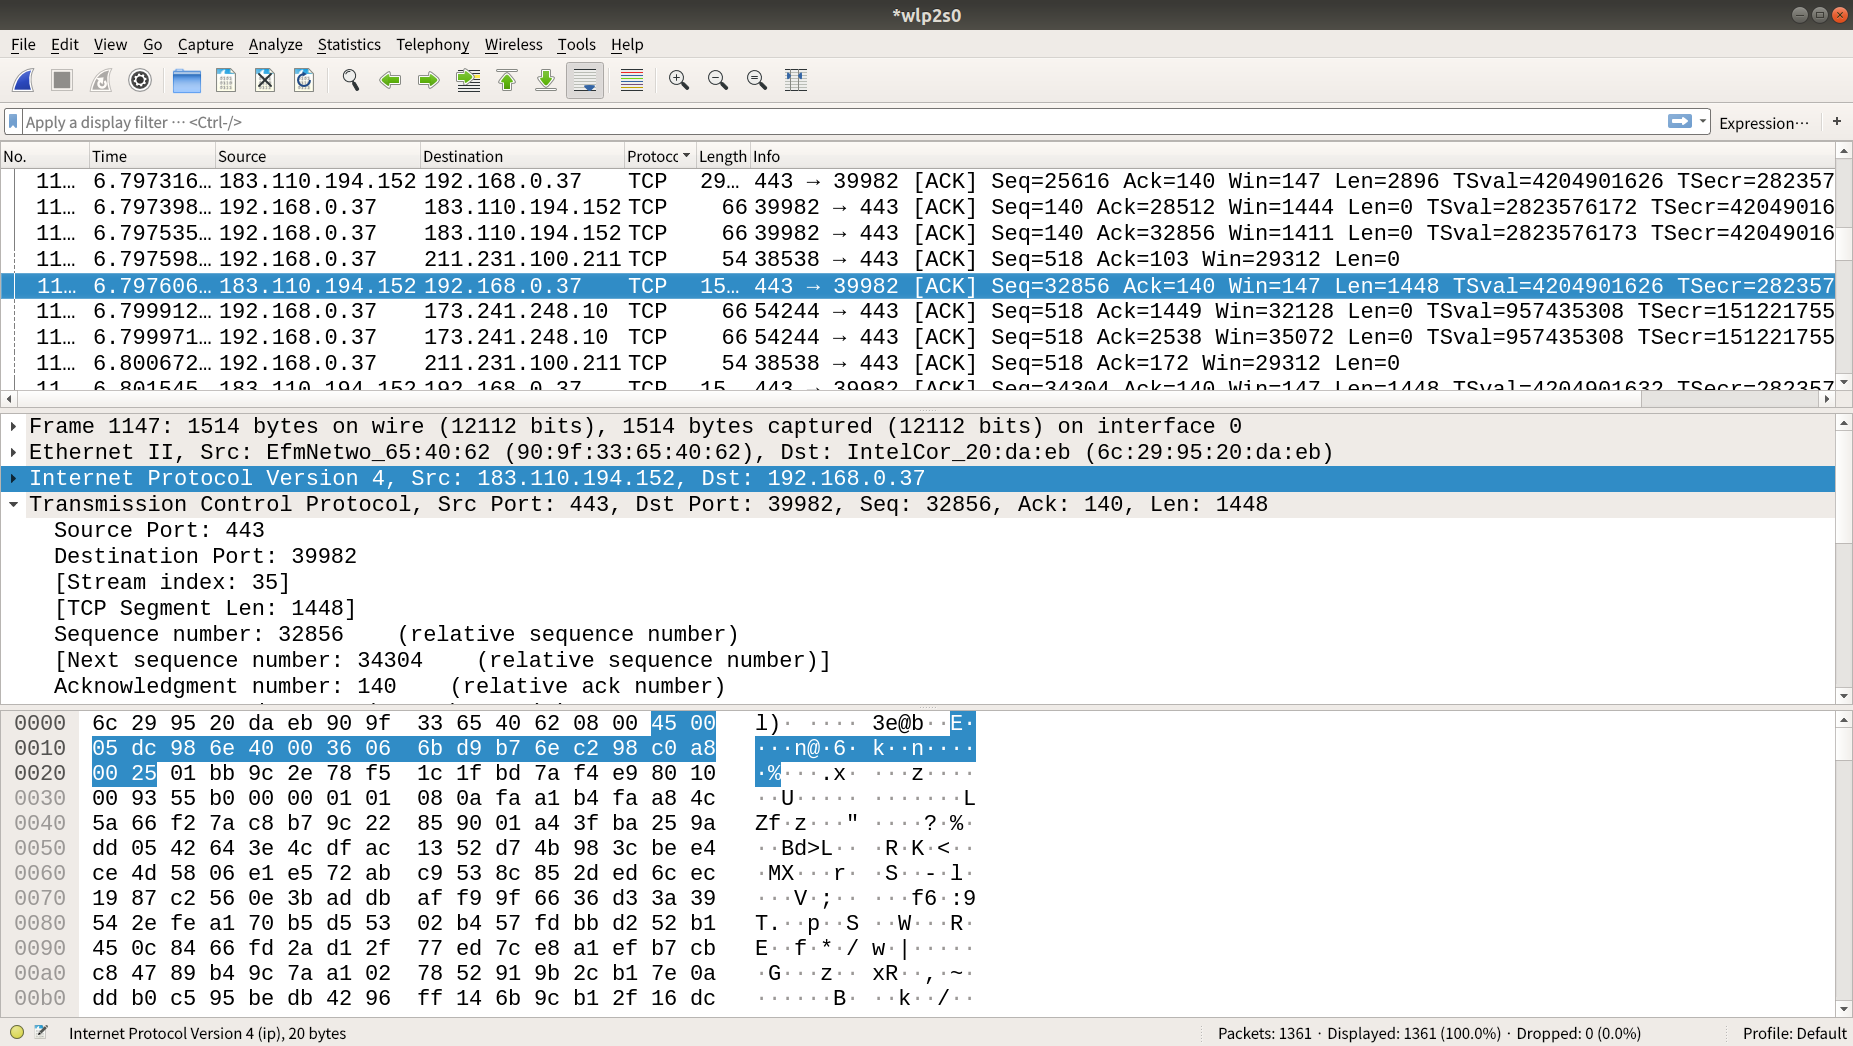 *wlp2s0
File Edit View Go Capture Analyze Statistics Telephony Wireless Tools Help
Apply a display filter ··· <Ctrl-/> Expression··· +
No. Time Source Destination Protocc Length Info
11… 6.797316… 183.110.194.152 192.168.0.37 TCP 29… 443 → 39982 [ACK] Seq=25616 Ack=140 Win=147 Len=2896 TSval=4204901626 TSecr=282357
11… 6.797398… 192.168.0.37 183.110.194.152 TCP 66 39982 → 443 [ACK] Seq=140 Ack=28512 Win=1444 Len=0 TSval=2823576172 TSecr=42049016
11… 6.797535… 192.168.0.37 183.110.194.152 TCP 66 39982 → 443 [ACK] Seq=140 Ack=32856 Win=1411 Len=0 TSval=2823576173 TSecr=42049016
11… 6.797598… 192.168.0.37 211.231.100.211 TCP 54 38538 → 443 [ACK] Seq=518 Ack=103 Win=29312 Len=0
11… 6.797606… 183.110.194.152 192.168.0.37 TCP 15… 443 → 39982 [ACK] Seq=32856 Ack=140 Win=147 Len=1448 TSval=4204901626 TSecr=282357
11… 6.799912… 192.168.0.37 173.241.248.10 TCP 66 54244 → 443 [ACK] Seq=518 Ack=1449 Win=32128 Len=0 TSval=957435308 TSecr=151221755
11… 6.799971… 192.168.0.37 173.241.248.10 TCP 66 54244 → 443 [ACK] Seq=518 Ack=2538 Win=35072 Len=0 TSval=957435308 TSecr=151221755
11… 6.800672… 192.168.0.37 211.231.100.211 TCP 54 38538 → 443 [ACK] Seq=518 Ack=172 Win=29312 Len=0
11… 6.801545… 183.110.194.152 192.168.0.37 TCP 15… 443 → 39982 [ACK] Seq=34304 Ack=140 Win=147 Len=1448 TSval=4204901632 TSecr=282357
Frame 1147: 1514 bytes on wire (12112 bits), 1514 bytes captured (12112 bits) on interface 0
Ethernet II, Src: EfmNetwo_65:40:62 (90:9f:33:65:40:62), Dst: IntelCor_20:da:eb (6c:29:95:20:da:eb)
Internet Protocol Version 4, Src: 183.110.194.152, Dst: 192.168.0.37
Transmission Control Protocol, Src Port: 443, Dst Port: 39982, Seq: 32856, Ack: 140, Len: 1448
Source Port: 443
Destination Port: 39982
[Stream index: 35]
[TCP Segment Len: 1448]
Sequence number: 32856    (relative sequence number)
[Next sequence number: 34304    (relative sequence number)]
Acknowledgment number: 140    (relative ack number)
0000 6c 29 95 20 da eb 90 9f 33 65 40 62 08 00 45 00 l)· ···· 3e@b··E·
0010 05 dc 98 6e 40 00 36 06 6b d9 b7 6e c2 98 c0 a8 ···n@·6· k··n····
0020 00 25 01 bb 9c 2e 78 f5 1c 1f bd 7a f4 e9 80 10 ·%···.x· ···z····
0030 00 93 55 b0 00 00 01 01 08 0a fa a1 b4 fa a8 4c ··U····· ·······L
0040 5a 66 f2 7a c8 b7 9c 22 85 90 01 a4 3f ba 25 9a Zf·z···" ····?·%·
0050 dd 05 42 64 3e 4c df ac 13 52 d7 4b 98 3c be e4 ··Bd>L·· ·R·K·<··
0060 ce 4d 58 06 e1 e5 72 ab c9 53 8c 85 2d ed 6c ec ·MX···r· ·S··-·l·
0070 19 87 c2 56 0e 3b ad db af f9 9f 66 36 d3 3a 39 ···V·;·· ···f6·:9
0080 54 2e fe a1 70 b5 d5 53 02 b4 57 fd bb d2 52 b1 T.··p··S ··W···R·
0090 45 0c 84 66 fd 2a d1 2f 77 ed 7c e8 a1 ef b7 cb E··f·*·/ w·|·····
00a0 c8 47 89 b4 9c 7a a1 02 78 52 91 9b 2c b1 7e 0a ·G···z·· xR··,·~·
00b0 dd b0 c5 95 be db 42 96 ff 14 6b 9c b1 2f 16 dc ······B· ··k··/··
Internet Protocol Version 4 (ip), 20 bytes Packets: 1361 · Displayed: 1361 (100.0%) · Dropped: 0 (0.0%) Profile: Default